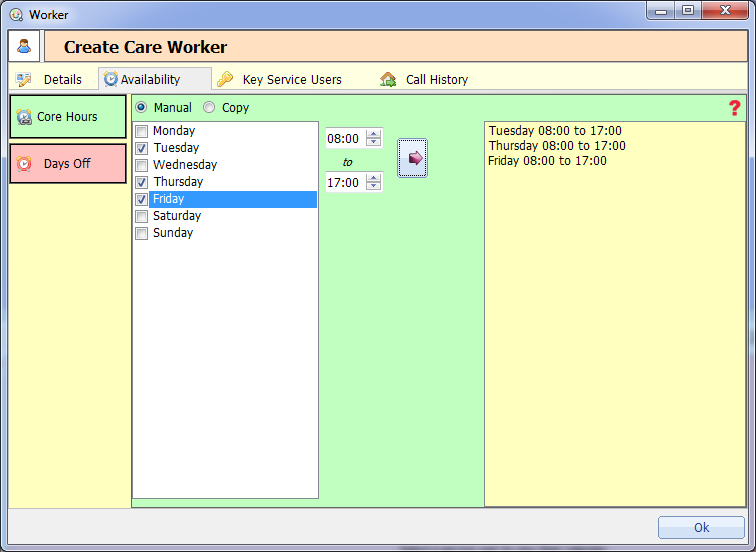 Worker
Create Care Worker
Details Availability Key Service Users Call History
Core Hours
Days Off
Manual Copy ?
Monday
Tuesday
Wednesday
Thursday
Friday
Saturday
Sunday
08:00
to
17:00
Tuesday 08:00 to 17:00
Thursday 08:00 to 17:00
Friday 08:00 to 17:00
Ok